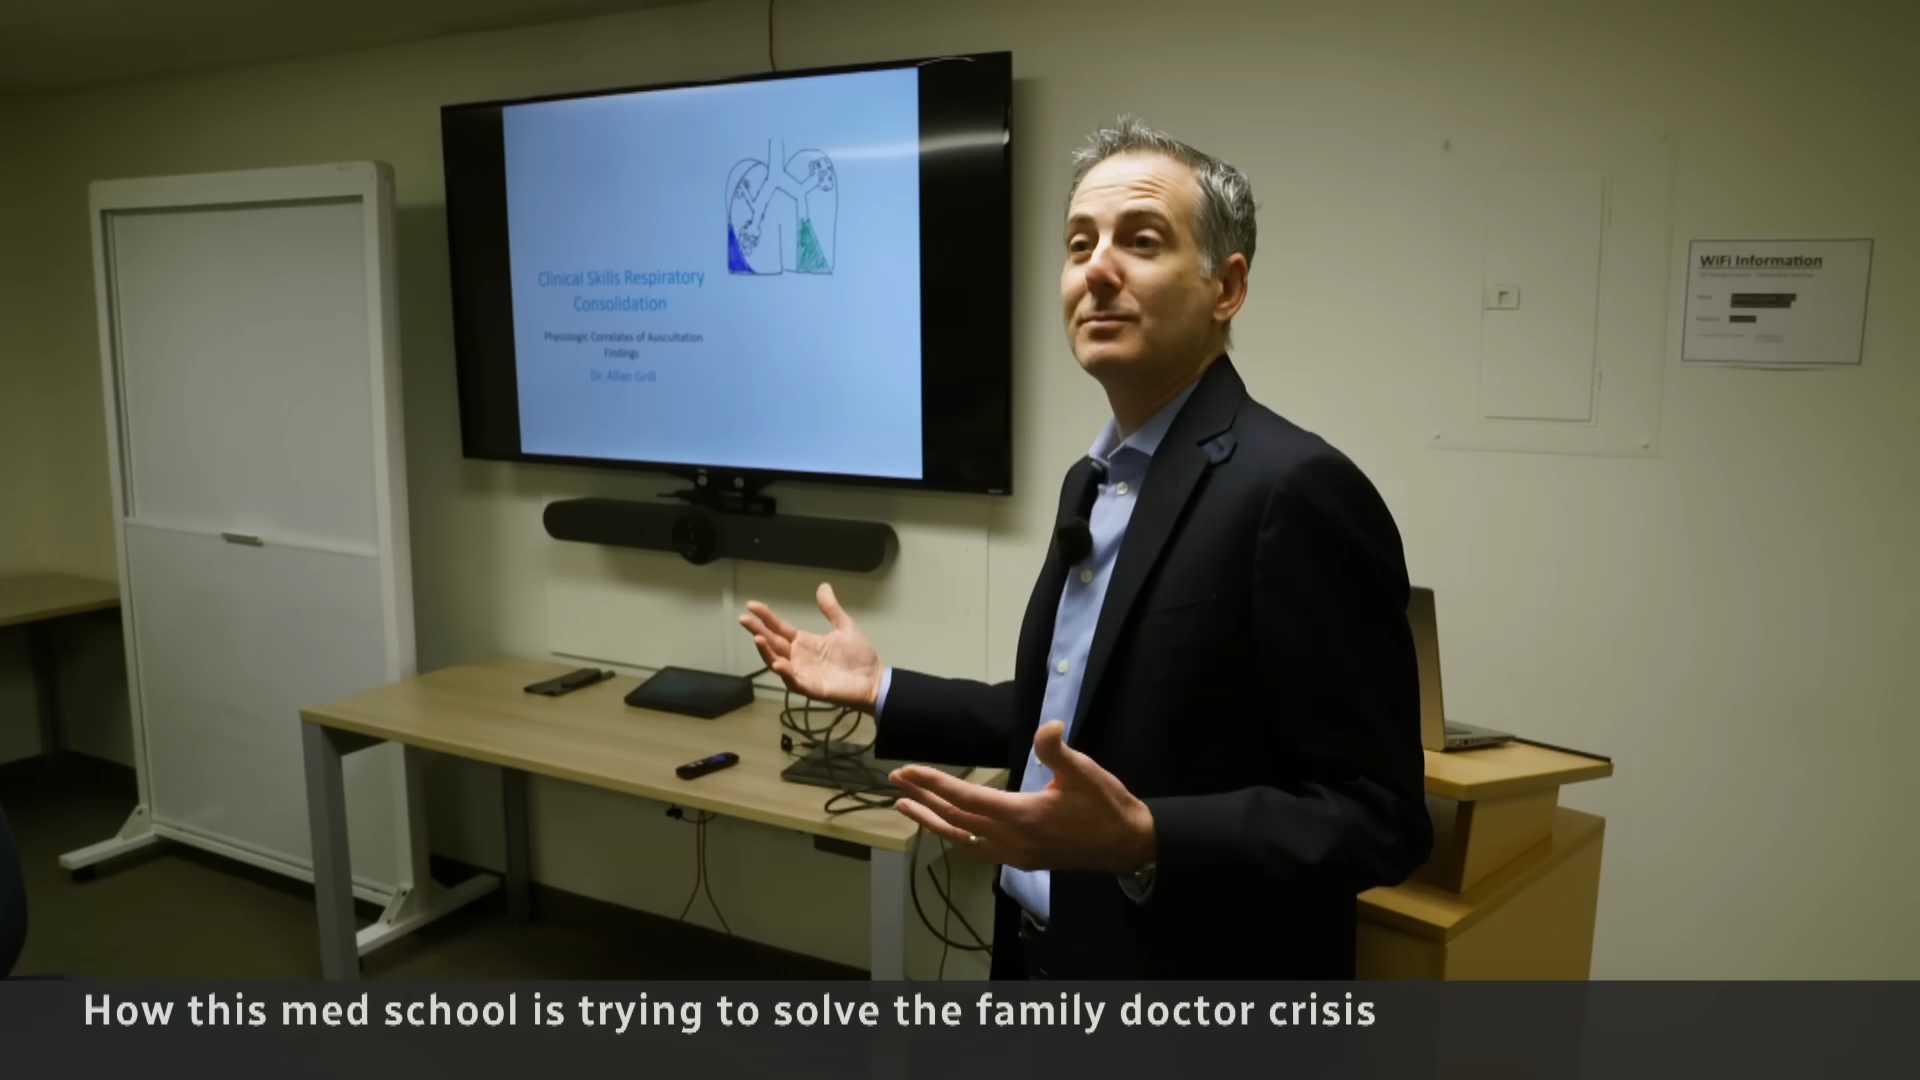 Clinical Skills Respiratory
Consolidation
Physiologic Correlates of Auscultation
Findings
Dr. Allan Grill
WiFi Information
How this med school is trying to solve the family doctor crisis